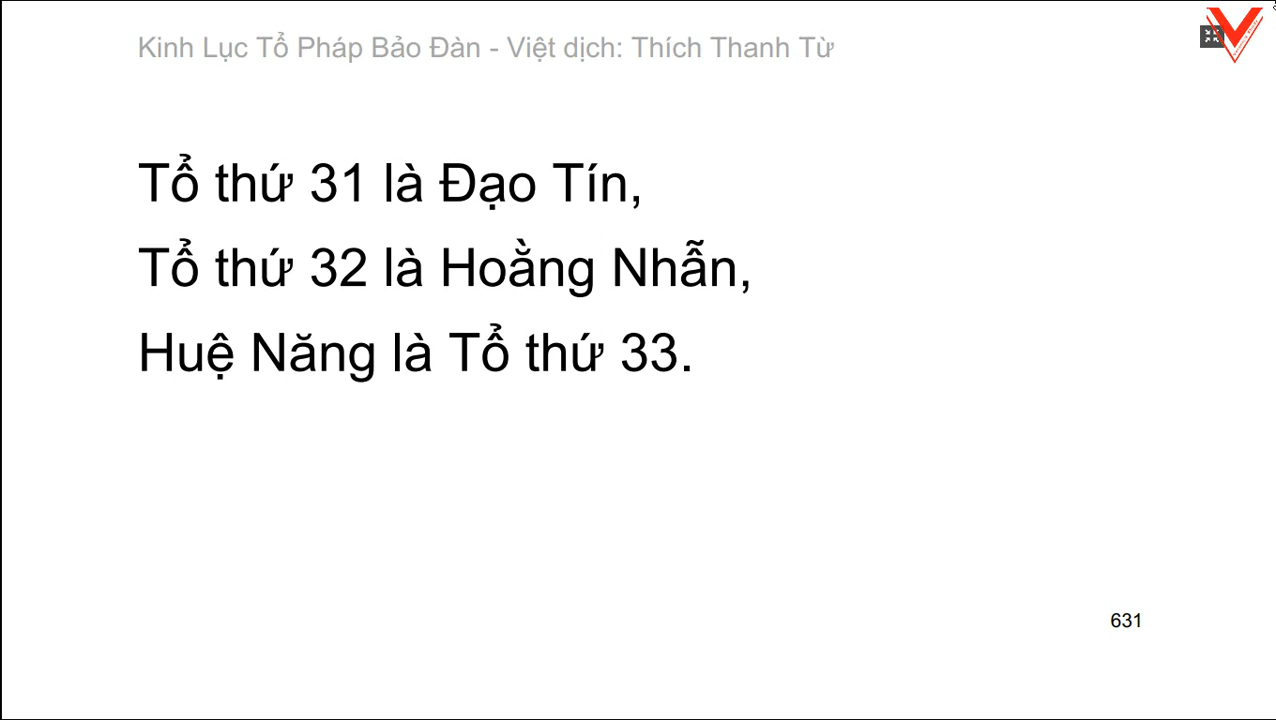 Kinh Lục Tổ Pháp Bảo Đàn - Việt dịch: Thích Thanh Từ
Tổ thứ 31 là Đạo Tín,
Tổ thứ 32 là Hoằng Nhẫn,
Huệ Năng là Tổ thứ 33.
631